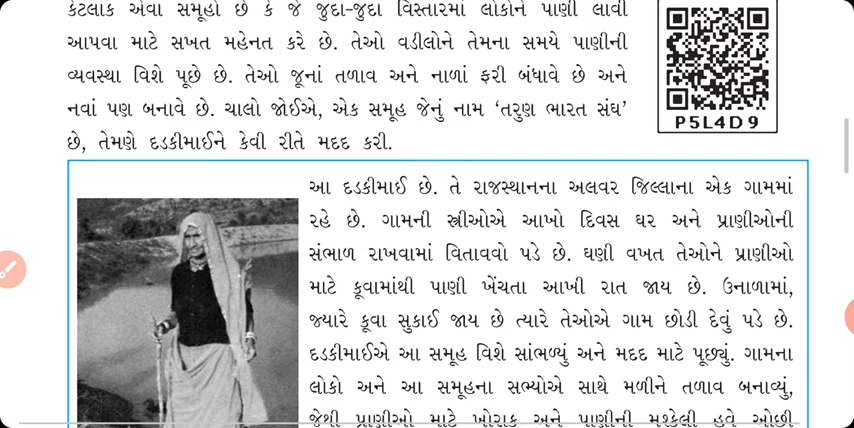 કેટલાક એવા સમૂહો છે કે જે જુદા-જુદા વિસ્તારમાં લોકોને પાણી લાવી
આપવા માટે સખત મહેનત કરે છે. તેઓ વડીલોને તેમના સમયે પાણીની
વ્યવસ્થા વિશે પૂછે છે. તેઓ જૂનાં તળાવ અને નાળાં ફરી બંધાવે છે અને
નવાં પણ બનાવે છે. ચાલો જોઈએ, એક સમૂહ જેનું નામ ‘તરુણ ભારત સંઘ’
છે, તેમણે દડકીમાઈને કેવી રીતે મદદ કરી.
P5L4D9
આ દડકીમાઈ છે. તે રાજસ્થાનના અલવર જિલ્લાના એક ગામમાં
રહે છે. ગામની સ્ત્રીઓએ આખો દિવસ ઘર અને પ્રાણીઓની
સંભાળ રાખવામાં વિતાવવો પડે છે. ઘણી વખત તેઓને પ્રાણીઓ
માટે કૂવામાંથી પાણી ખેંચતા આખી રાત જાય છે. ઉનાળામાં,
જ્યારે કૂવા સુકાઈ જાય છે ત્યારે તેઓએ ગામ છોડી દેવું પડે છે.
દડકીમાઈએ આ સમૂહ વિશે સાંભળ્યું અને મદદ માટે પૂછ્યું. ગામના
લોકો અને આ સમૂહના સભ્યોએ સાથે મળીને તળાવ બનાવ્યું,
જેથી પ્રાણીઓ માટે ખોરાક અને પાણીની મુશ્કેલી હવે ઓછી